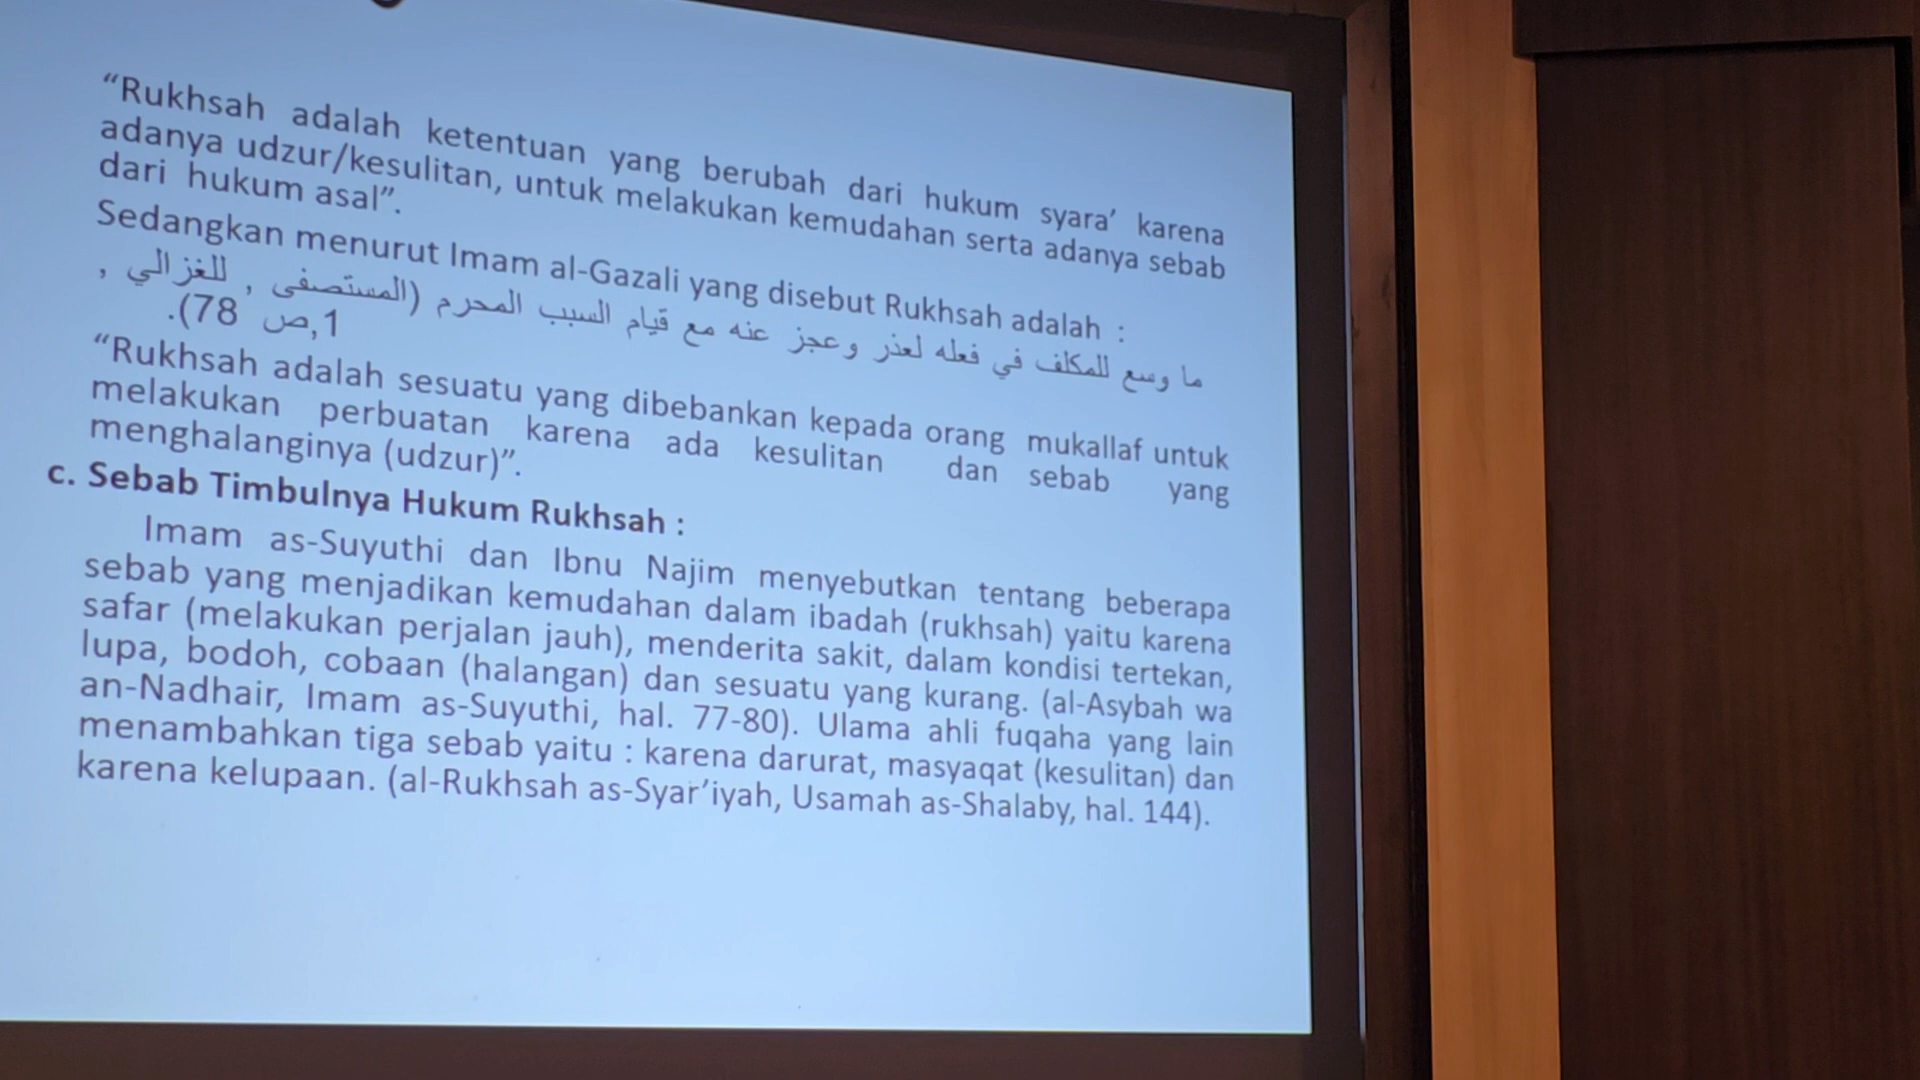 “Rukhsah adalah ketentuan yang berubah dari hukum syara’ karena
adanya udzur/kesulitan, untuk melakukan kemudahan serta adanya sebab
dari hukum asal”.
Sedangkan menurut Imam al-Gazali yang disebut Rukhsah adalah :
ما وسع للمكلف في فعله لعذر وعجز عنه مع قيام السبب المحرم (المستصفى , للغزالي ,
1,ص 78).
“Rukhsah adalah sesuatu yang dibebankan kepada orang mukallaf untuk
melakukan perbuatan karena ada kesulitan dan sebab yang
menghalanginya (udzur)”.
c. Sebab Timbulnya Hukum Rukhsah :
Imam as-Suyuthi dan Ibnu Najim menyebutkan tentang beberapa
sebab yang menjadikan kemudahan dalam ibadah (rukhsah) yaitu karena
safar (melakukan perjalan jauh), menderita sakit, dalam kondisi tertekan,
lupa, bodoh, cobaan (halangan) dan sesuatu yang kurang. (al-Asybah wa
an-Nadhair, Imam as-Suyuthi, hal. 77-80). Ulama ahli fuqaha yang lain
menambahkan tiga sebab yaitu : karena darurat, masyaqat (kesulitan) dan
karena kelupaan. (al-Rukhsah as-Syar’iyah, Usamah as-Shalaby, hal. 144).